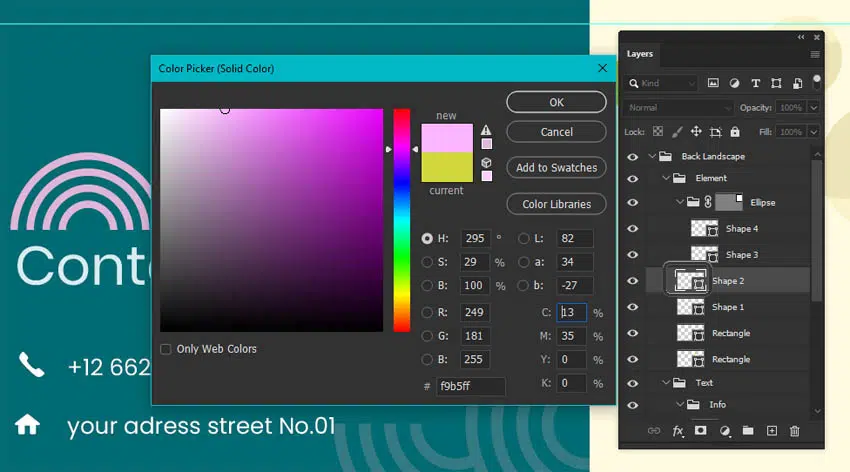 Color Picker (Solid Color)
new
current
OK
Cancel
Add to Swatches
Color Libraries
H: 295 °
S: 29 %
B: 100 %
R: 249
G: 181
B: 255
L: 82
a: 34
b: -27
C: 13 %
M: 35 %
Y: 0 %
K: 0 %
# f9b5ff
Only Web Colors
+12 662
your adress street No.01
Layers
Kind
Normal
Opacity: 100%
Lock:
Fill: 100%
Back Landscape
Element
Ellipse
Shape 4
Shape 3
Shape 2
Shape 1
Rectangle
Rectangle
Text
Info
fx